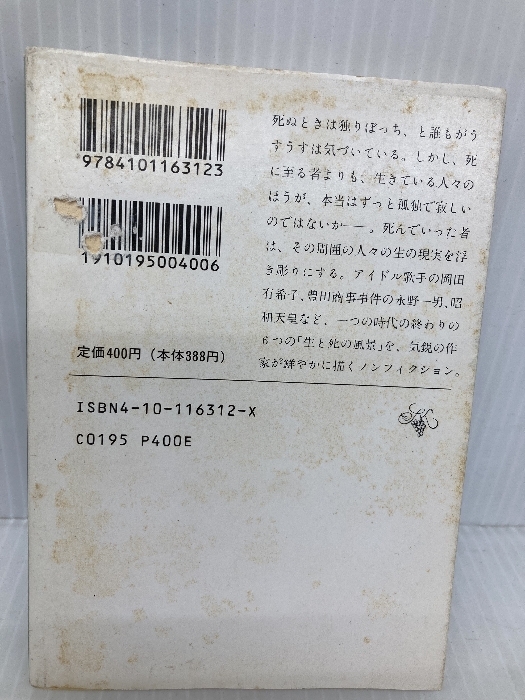 9784101163123
1910195004006
定価400円（本体388円）
ISBN4-10-116312-X
C0195 P400E
死ぬときは独りぼっち、と誰もがう
すうすは気づいている。しかし、死
に至る者よりも、生きている人々の
ほうが、本当はずっと孤独で寂しい
のではないか——。死んでいった者
は、その周囲の人々の生の現実を浮
き彫りにする。アイドル歌手の岡田
有希子、豊田商事事件の永野一男、昭
和天皇など、一つの時代の終わりの
6つの「生と死の風景」を、気鋭の作
家が鮮やかに描くノンフィクション。